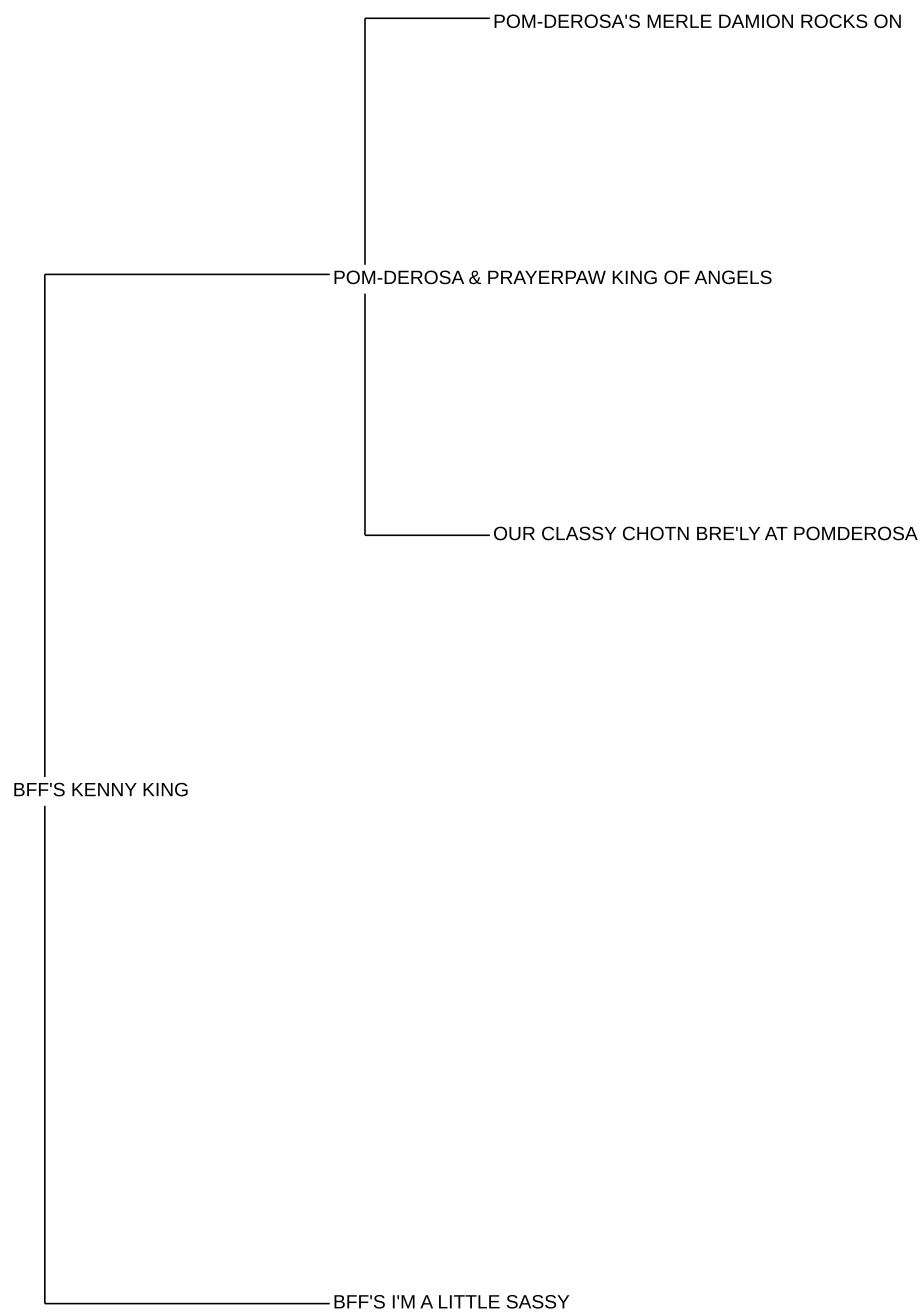 POM-DEROSA'S MERLE DAMION ROCKS ON
POM-DEROSA & PRAYERPAW KING OF ANGELS
OUR CLASSY CHOTN BRE'LY AT POMDEROSA
BFF'S KENNY KING
BFF'S I'M A LITTLE SASSY